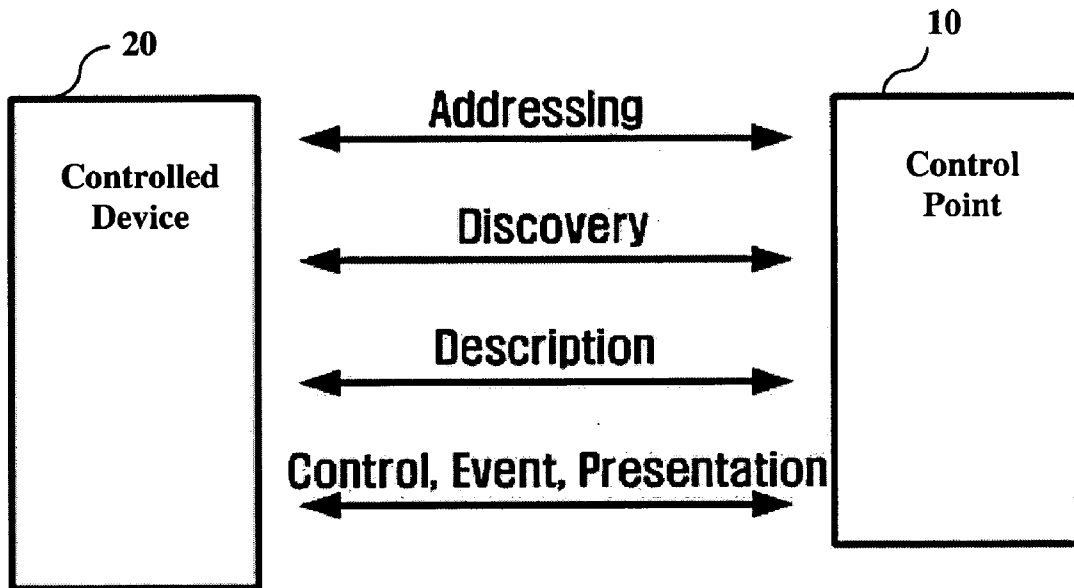 20
10
Controlled
Device
Control
Point
Addressing
Discovery
Description
Control, Event, Presentation